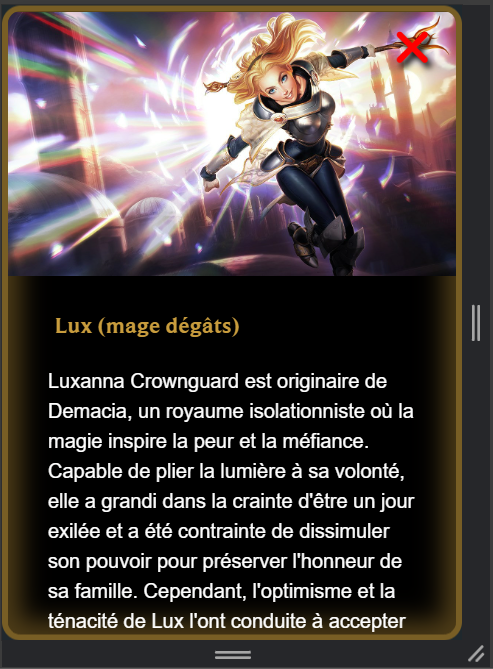 Lux (mage dégâts)
Luxanna Crownguard est originaire de
Demacia, un royaume isolationniste où la
magie inspire la peur et la méfiance.
Capable de plier la lumière à sa volonté,
elle a grandi dans la crainte d'être un jour
exilée et a été contrainte de dissimuler
son pouvoir pour préserver l'honneur de
sa famille. Cependant, l'optimisme et la
ténacité de Lux l'ont conduite à accepter